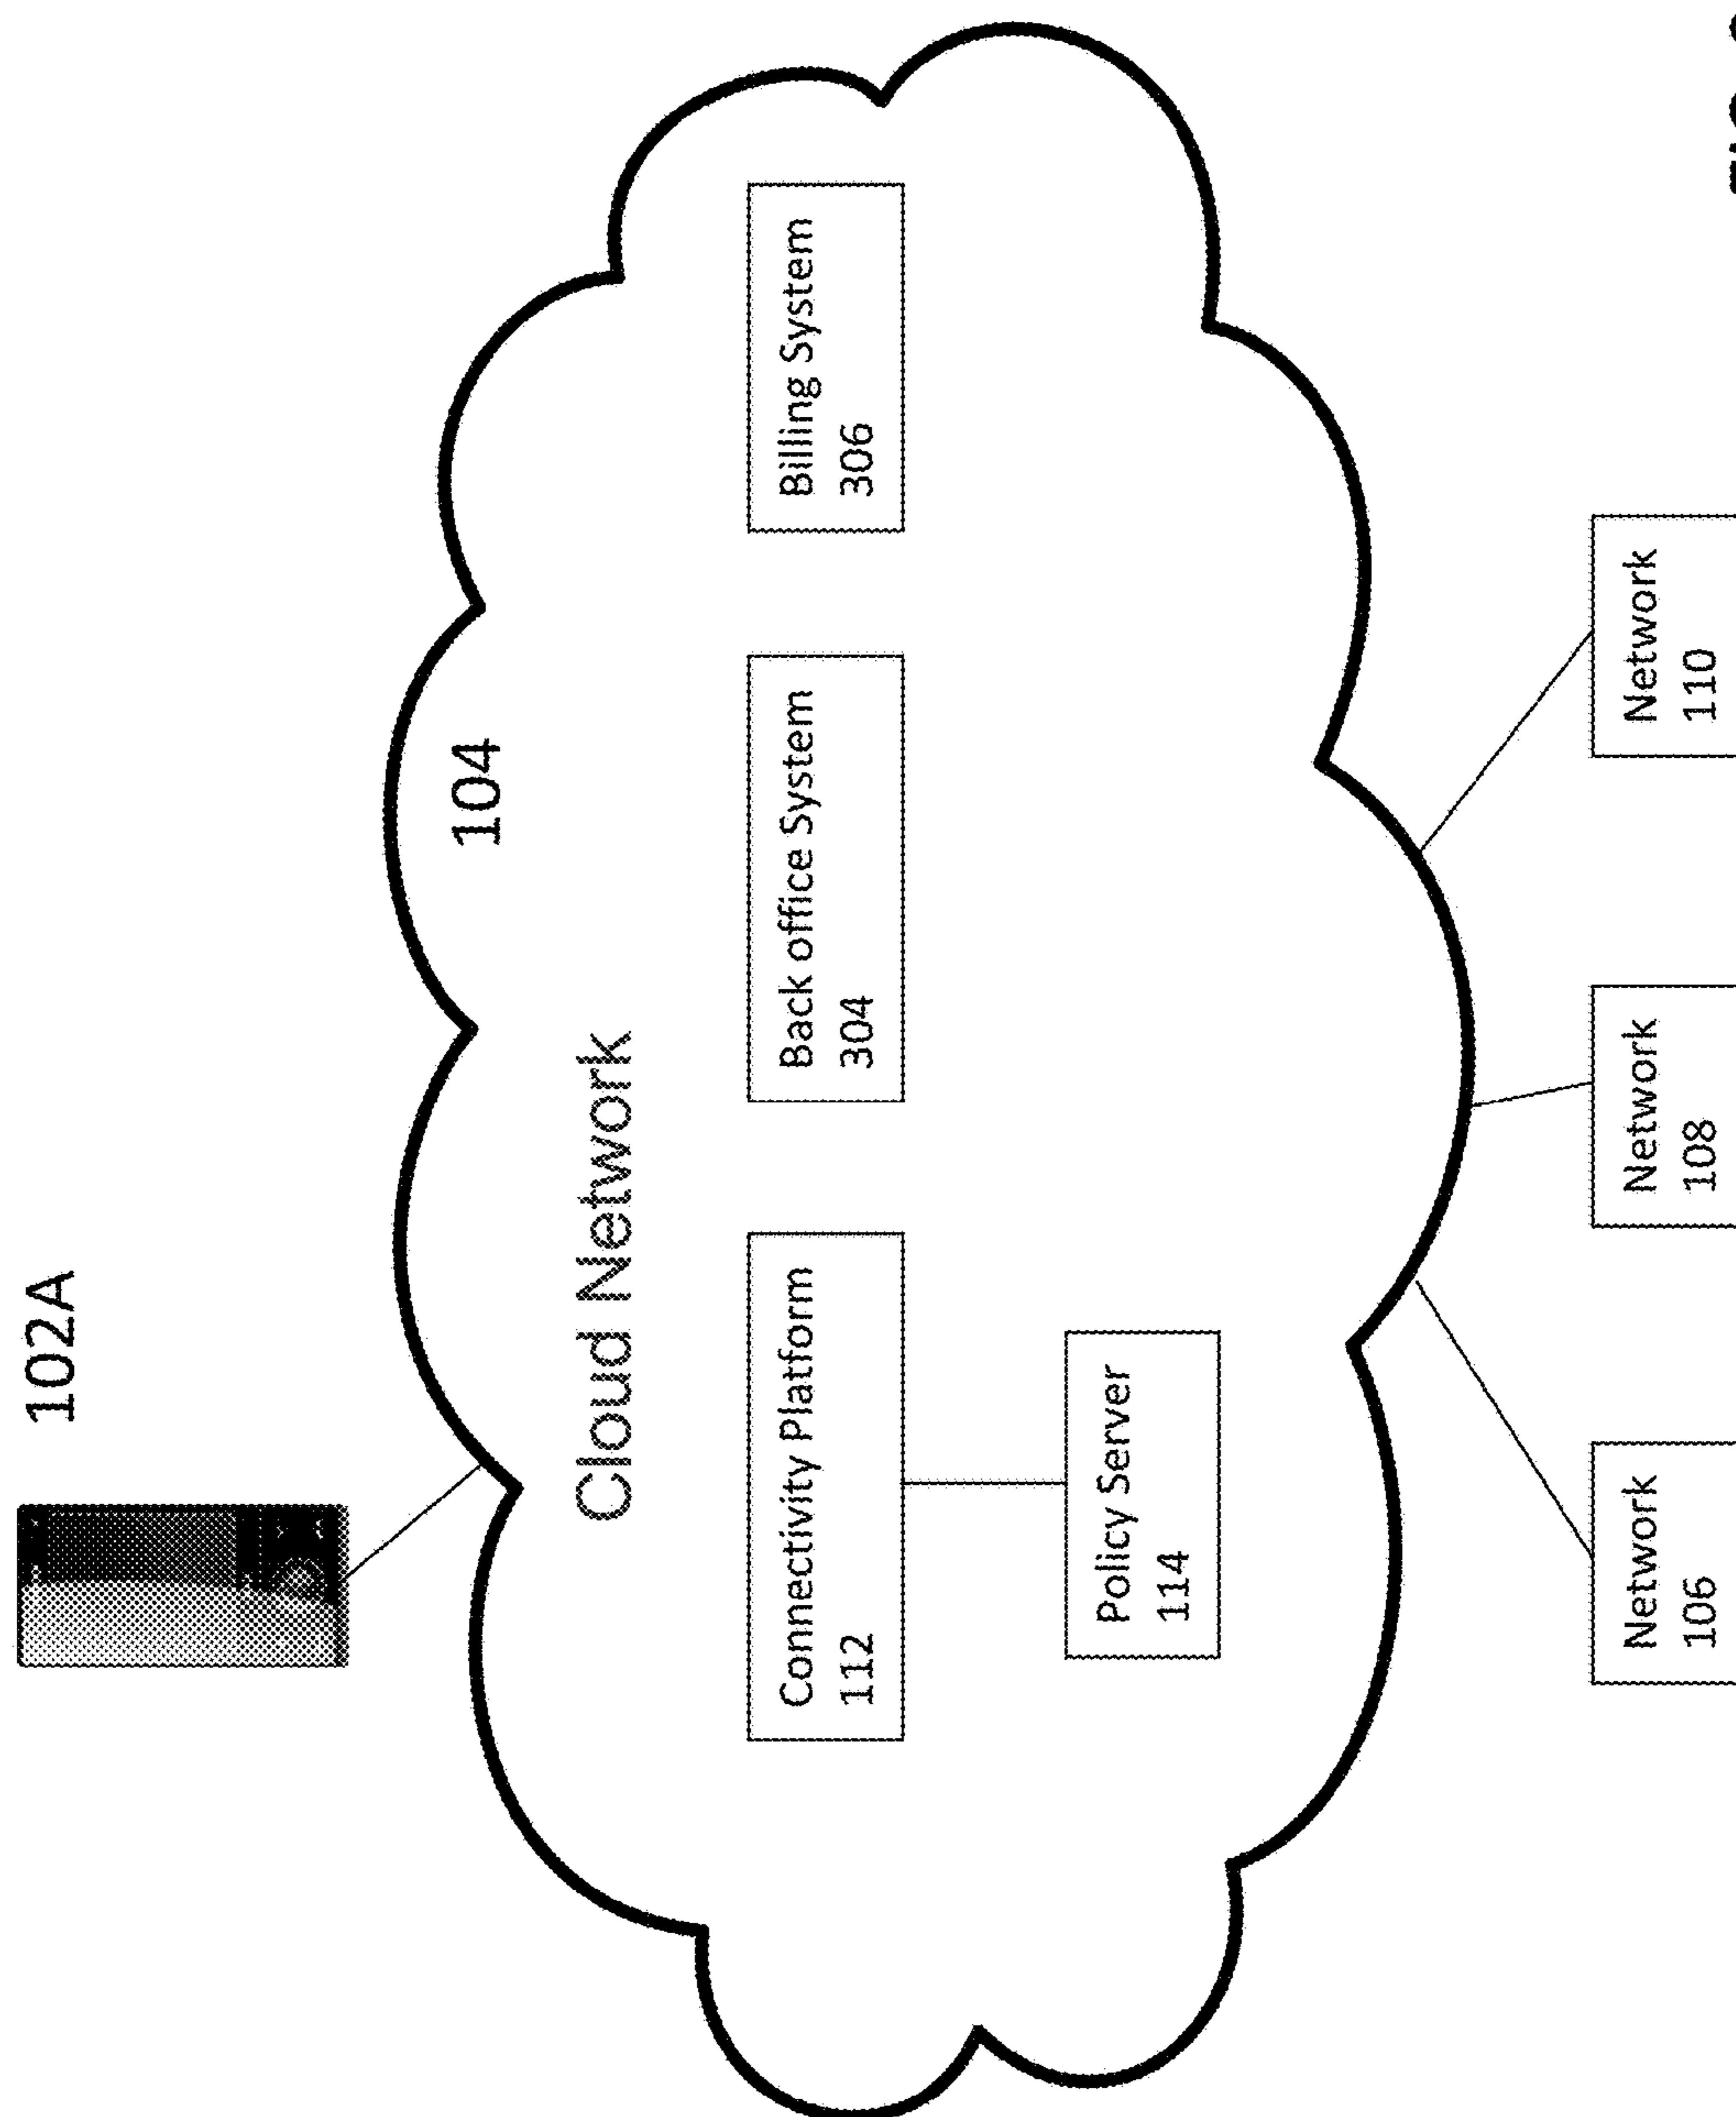 102A
104
Cloud Network
Connectivity Platform
112
Back office System
304
Billing System
306
Policy Server
114
Network
106
Network
108
Network
110